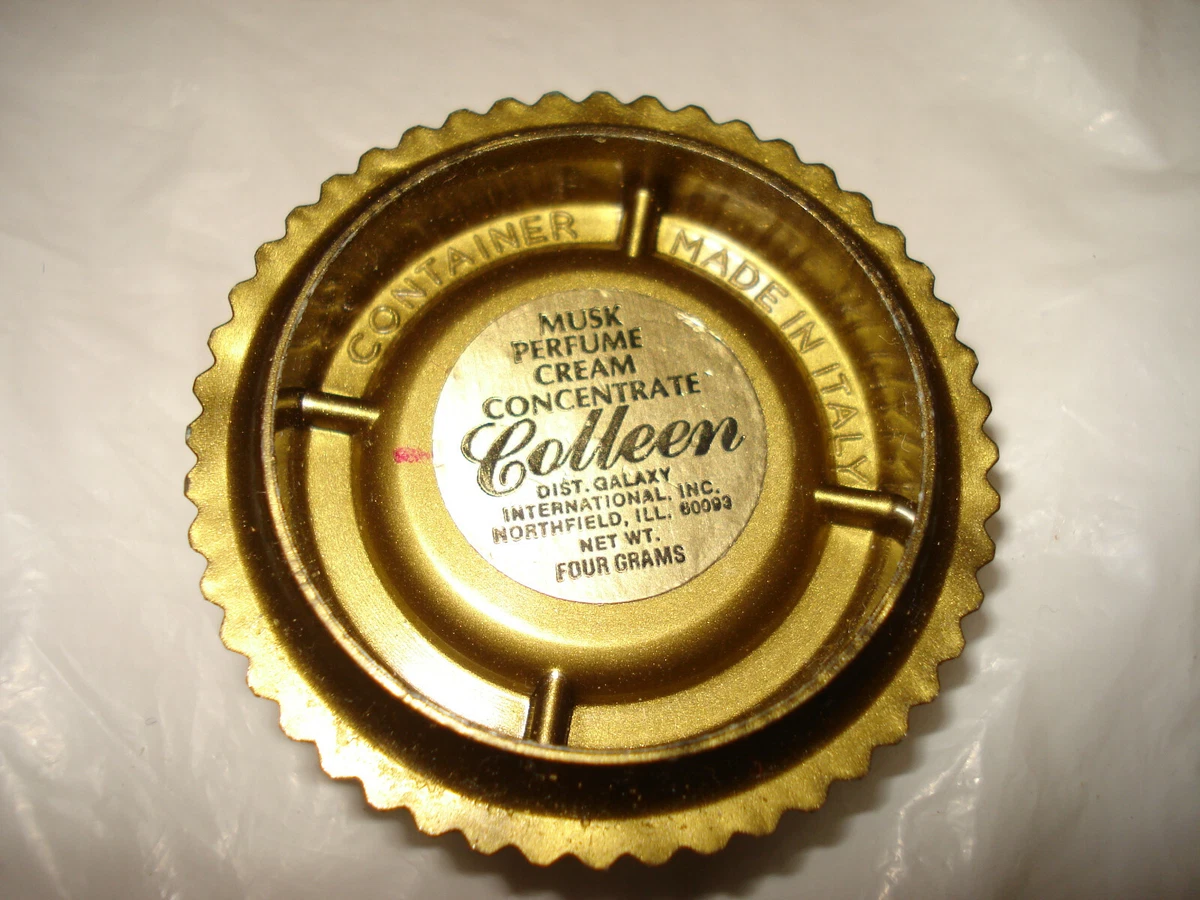 CONTAINER
MADE IN ITALY
MUSK
PERFUME
CREAM
CONCENTRATE
Colleen
DIST. GALAXY
INTERNATIONAL, INC.
NORTHFIELD, ILL. 60093
NET WT.
FOUR GRAMS